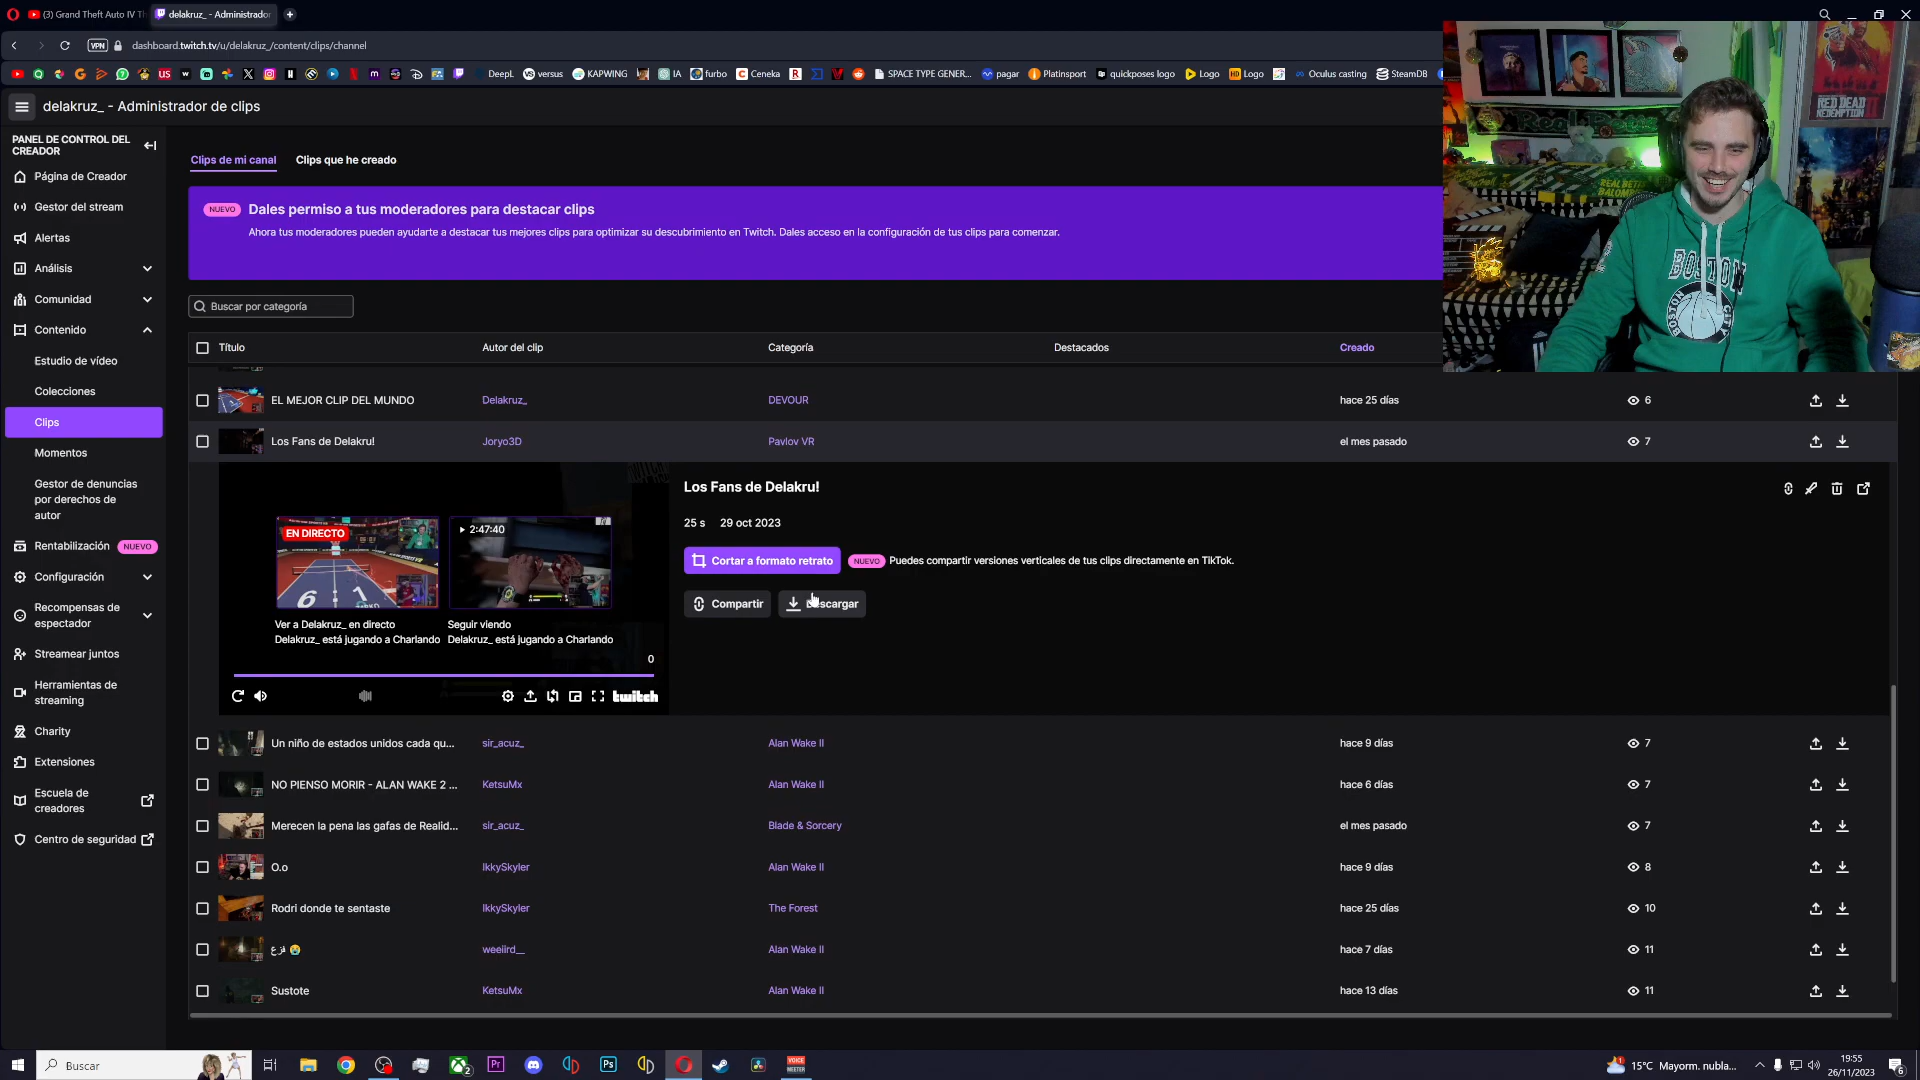 (3) Grand Theft Auto IV T
delakruz_ - Administrador
VPN
dashboard.twitch.tv/u/delakruz_/content/clips/channel
US
DeepL
versus
KAPWING
IA
furbo
Ceneka
SPACE TYPE GENER...
pagar
Platinsport
quickposes logo
Logo
Logo
Oculus casting
SteamDB
delakruz_ - Administrador de clips
PANEL DE CONTROL DEL
CREADOR
Página de Creador
Gestor del stream
Alertas
Análisis
Comunidad
Contenido
Estudio de vídeo
Colecciones
Clips
Momentos
Gestor de denuncias
por derechos de
autor
Rentabilización
NUEVO
Configuración
Recompensas de
espectador
Streamear juntos
Herramientas de
streaming
Charity
Extensiones
Escuela de
creadores
Centro de seguridad
Clips de mi canal
Clips que he creado
NUEVO
Dales permiso a tus moderadores para destacar clips
Ahora tus moderadores pueden ayudarte a destacar tus mejores clips para optimizar su descubrimiento en Twitch. Dales acceso en la configuración de tus clips para comenzar.
Buscar por categoría
Título
Autor del clip
Categoría
Destacados
Creado
EL MEJOR CLIP DEL MUNDO
Delakruz_
DEVOUR
hace 25 días
6
Los Fans de Delakru!
Joryo3D
Pavlov VR
el mes pasado
7
EN DIRECTO
2:47:40
Ver a Delakruz_ en directo
Delakruz_ está jugando a Charlando
Seguir viendo
Delakruz_ está jugando a Charlando
0
twitch
Los Fans de Delakru!
25 s
29 oct 2023
Cortar a formato retrato
NUEVO
Puedes compartir versiones verticales de tus clips directamente en TikTok.
Compartir
Descargar
Un niño de estados unidos cada qu...
sir_acuz_
Alan Wake II
hace 9 días
7
NO PIENSO MORIR - ALAN WAKE 2 ...
KetsuMx
Alan Wake II
hace 6 días
7
Merecen la pena las gafas de Realid...
sir_acuz_
Blade & Sorcery
el mes pasado
7
O.o
IkkySkyler
Alan Wake II
hace 9 días
8
Rodri donde te sentaste
IkkySkyler
The Forest
hace 25 días
10
فزع 😭
weeiird__
Alan Wake II
hace 7 días
11
Sustote
KetsuMx
Alan Wake II
hace 13 días
11
RED DEAD
REDEMPTION II
BOSTON
BOSTON
CITY
Buscar
VOICE
MEETER
15°C
Mayorm. nubla...
19:55
26/11/2023